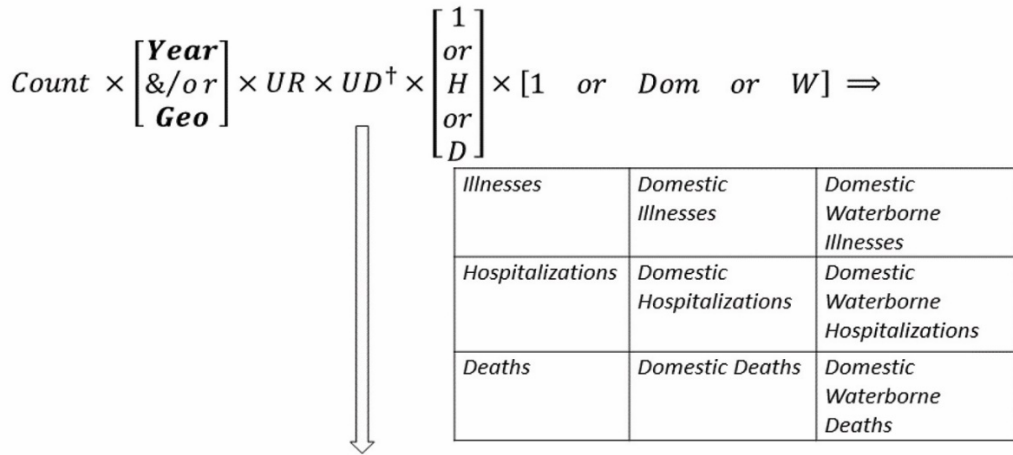 Count × [Year &/or Geo] × UR × UD† × [1 or H or D] × [1 or Dom or W] ⟹
Illnesses
Domestic
Illnesses
Domestic
Waterborne
Illnesses
Hospitalizations
Domestic
Hospitalizations
Domestic
Waterborne
Hospitalizations
Deaths
Domestic Deaths
Domestic
Waterborne
Deaths